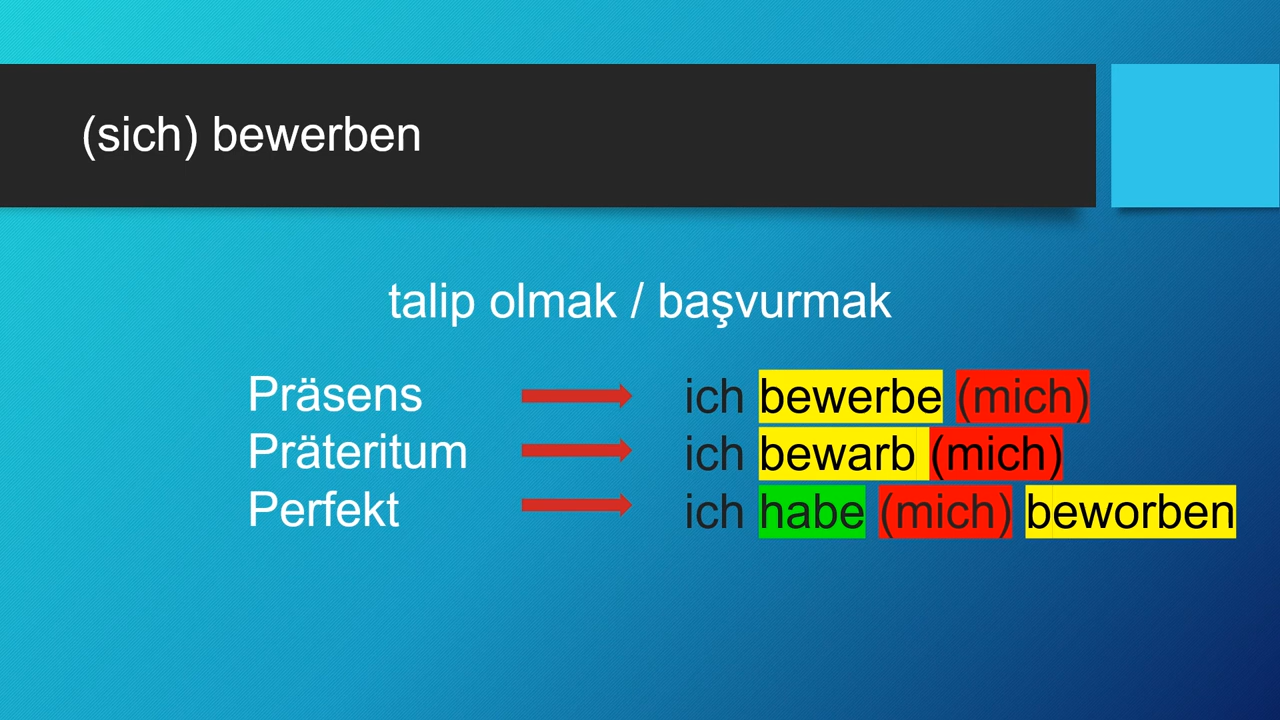 (sich) bewerben
talip olmak / başvurmak
Präsens ich bewerbe (mich)
Präteritum ich bewarb (mich)
Perfekt ich habe (mich) beworben